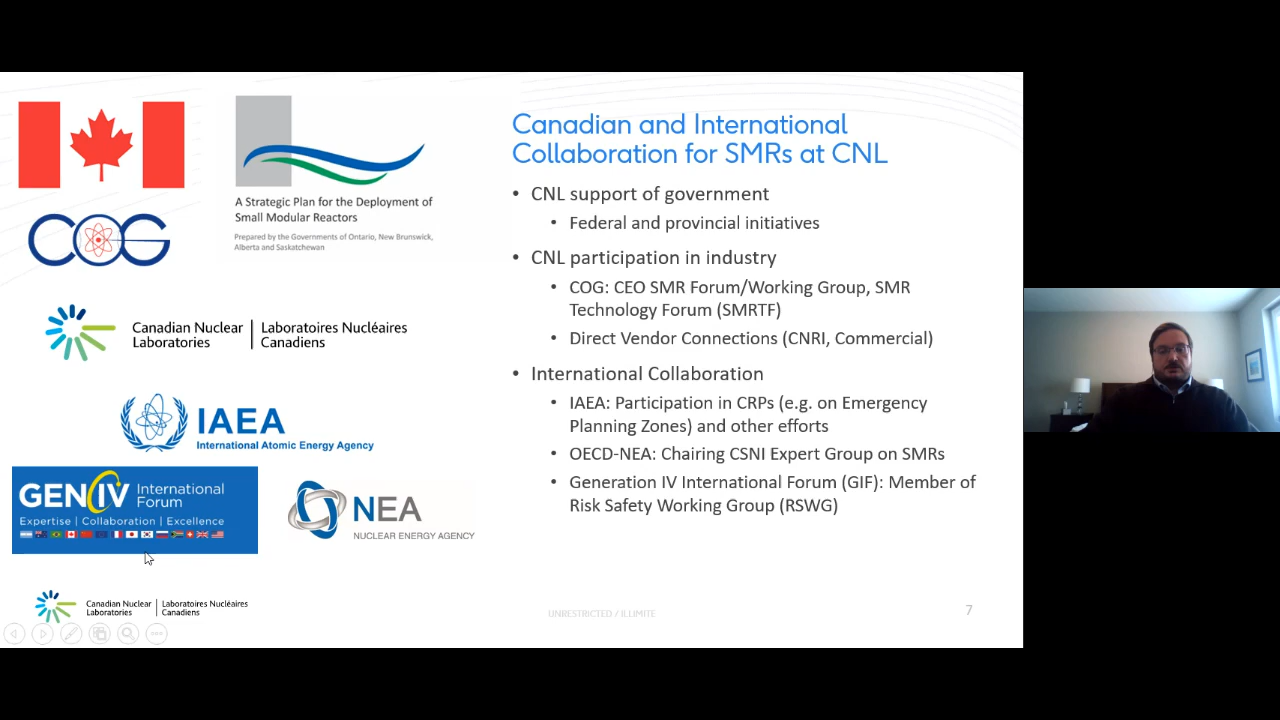 Canadian and International
Collaboration for SMRs at CNL
• CNL support of government
• Federal and provincial initiatives
• CNL participation in industry
• COG: CEO SMR Forum/Working Group, SMR
Technology Forum (SMRTF)
• Direct Vendor Connections (CNRI, Commercial)
• International Collaboration
• IAEA: Participation in CRPs (e.g. on Emergency
Planning Zones) and other efforts
• OECD-NEA: Chairing CSNI Expert Group on SMRs
• Generation IV International Forum (GIF): Member of
Risk Safety Working Group (RSWG)
A Strategic Plan for the Deployment of
Small Modular Reactors
Prepared by the Governments of Ontario, New Brunswick,
Alberta and Saskatchewan
COG
Canadian Nuclear
Laboratories
Laboratoires Nucléaires
Canadiens
IAEA
International Atomic Energy Agency
GENIV International
Forum
Expertise | Collaboration | Excellence
NEA
NUCLEAR ENERGY AGENCY
Canadian Nuclear
Laboratories
Laboratoires Nucléaires
Canadiens
UNRESTRICTED / ILLIMITÉ
7